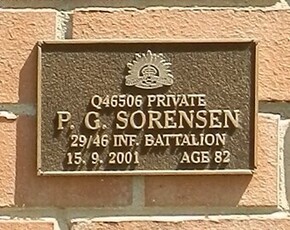 Q46506 PRIVATE
P. G. SORENSEN
29/46 INF. BATTALION
15. 9. 2001 AGE 82